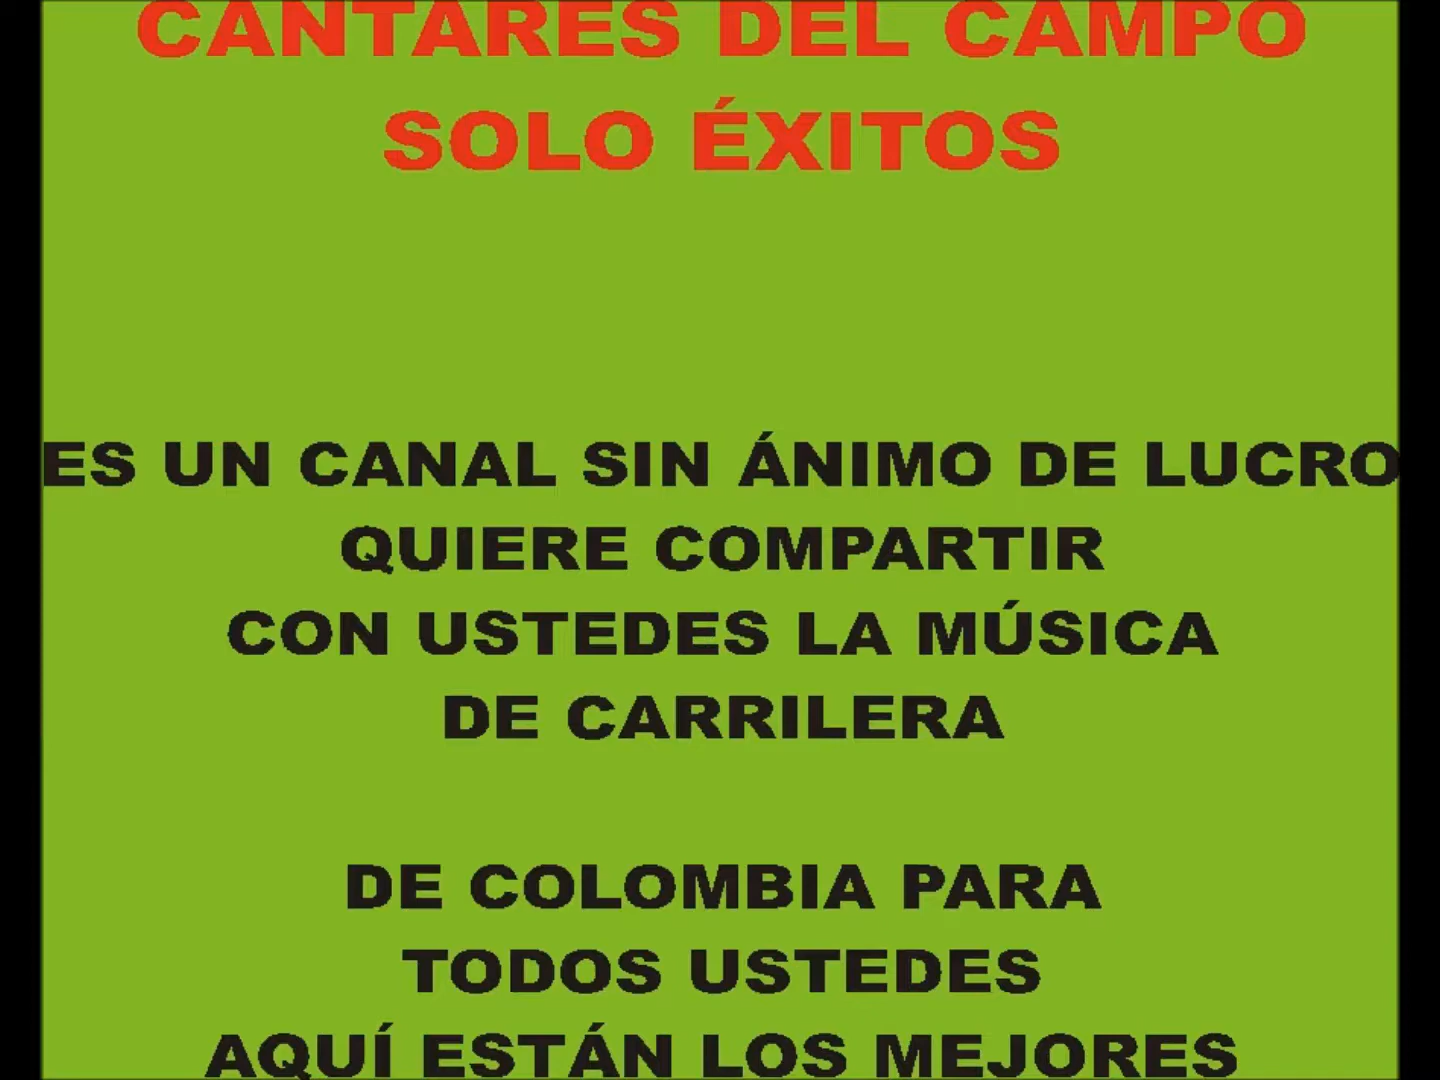 CANTARES DEL CAMPO
SOLO ÉXITOS
ES UN CANAL SIN ÁNIMO DE LUCRO
QUIERE COMPARTIR
CON USTEDES LA MÚSICA
DE CARRILERA
DE COLOMBIA PARA
TODOS USTEDES
AQUÍ ESTÁN LOS MEJORES